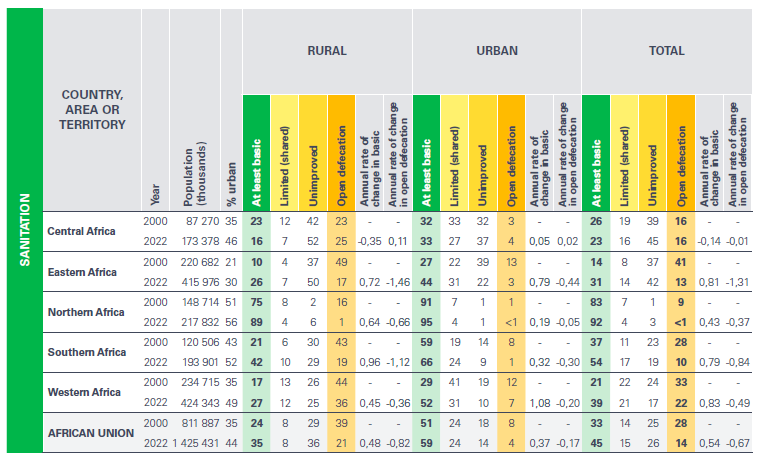 SANITATION
COUNTRY,
AREA OR
TERRITORY
Year
Population
(thousands)
% urban
RURAL
At least basic
Limited (shared)
Unimproved
Open defecation
Annual rate of
change in basic
Annual rate of change
in open defecation
URBAN
At least basic
Limited (shared)
Unimproved
Open defecation
Annual rate of
change in basic
Annual rate of change
in open defecation
TOTAL
At least basic
Limited (shared)
Unimproved
Open defecation
Annual rate of
change in basic
Annual rate of change
in open defecation
Central Africa
2000 87 270 35 23 12 42 23 - - 32 33 32 3 - - 26 19 39 16 - -
2022 173 378 46 16 7 52 25 -0,35 0,11 33 27 37 4 0,05 0,02 23 16 45 16 -0,14 -0,01
Eastern Africa
2000 220 682 21 10 4 37 49 - - 27 22 39 13 - - 14 8 37 41 - -
2022 415 976 30 26 7 50 17 0,72 -1,46 44 31 22 3 0,79 -0,44 31 14 42 13 0,81 -1,31
Northern Africa
2000 148 714 51 75 8 2 16 - - 91 7 1 1 - - 83 7 1 9 - -
2022 217 832 56 89 4 6 1 0,64 -0,66 95 4 1 <1 0,19 -0,05 92 4 3 <1 0,43 -0,37
Southern Africa
2000 120 506 43 21 6 30 43 - - 59 19 14 8 - - 37 11 23 28 - -
2022 193 901 52 42 10 29 19 0,96 -1,12 66 24 9 1 0,32 -0,30 54 17 19 10 0,79 -0,84
Western Africa
2000 234 715 35 17 13 26 44 - - 29 41 19 12 - - 21 22 24 33 - -
2022 424 343 49 27 12 25 36 0,45 -0,36 52 31 10 7 1,08 -0,20 39 21 17 22 0,83 -0,49
AFRICAN UNION
2000 811 887 35 24 8 29 39 - - 51 24 18 8 - - 33 14 25 28 - -
2022 1 425 431 44 35 8 36 21 0,48 -0,82 59 24 14 4 0,37 -0,17 45 15 26 14 0,54 -0,67